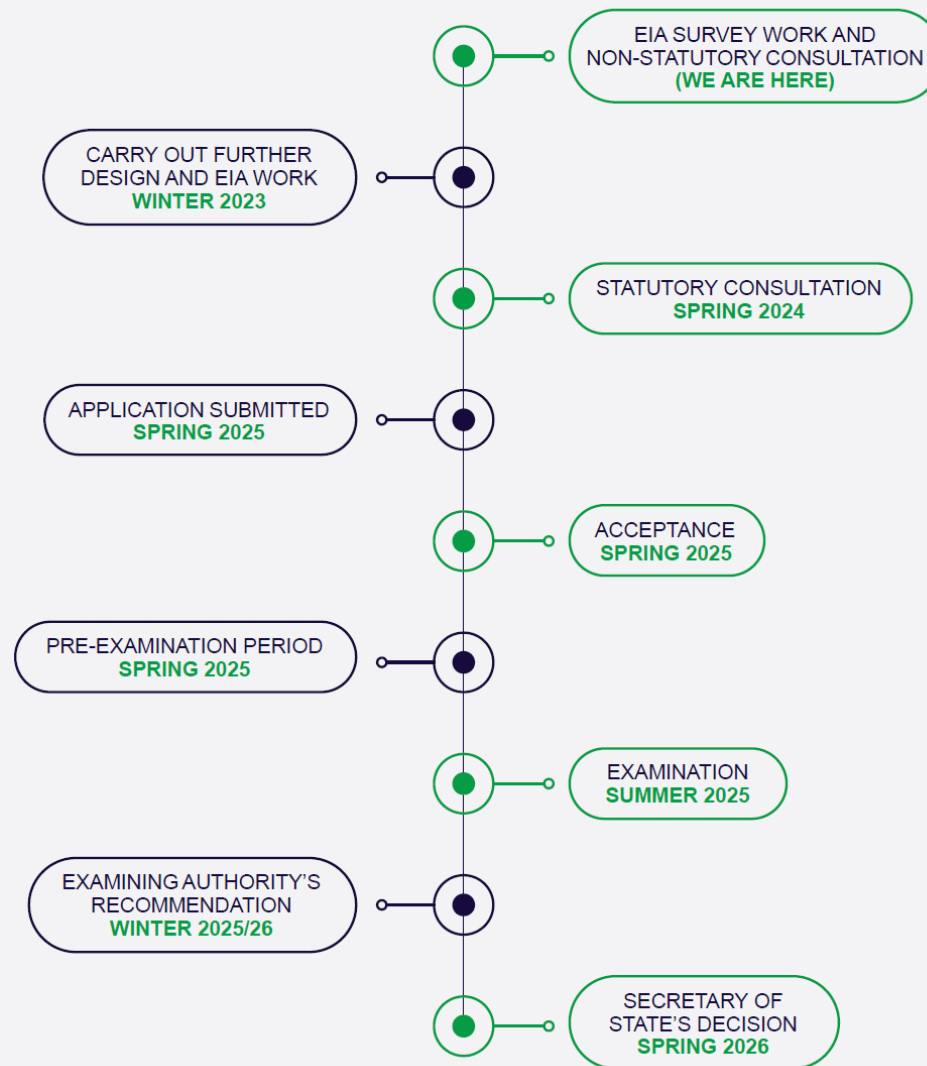 EIA SURVEY WORK AND
NON-STATUTORY CONSULTATION
(WE ARE HERE)
CARRY OUT FURTHER
DESIGN AND EIA WORK
WINTER 2023
STATUTORY CONSULTATION
SPRING 2024
APPLICATION SUBMITTED
SPRING 2025
ACCEPTANCE
SPRING 2025
PRE-EXAMINATION PERIOD
SPRING 2025
EXAMINATION
SUMMER 2025
EXAMINING AUTHORITY'S
RECOMMENDATION
WINTER 2025/26
SECRETARY OF
STATE'S DECISION
SPRING 2026